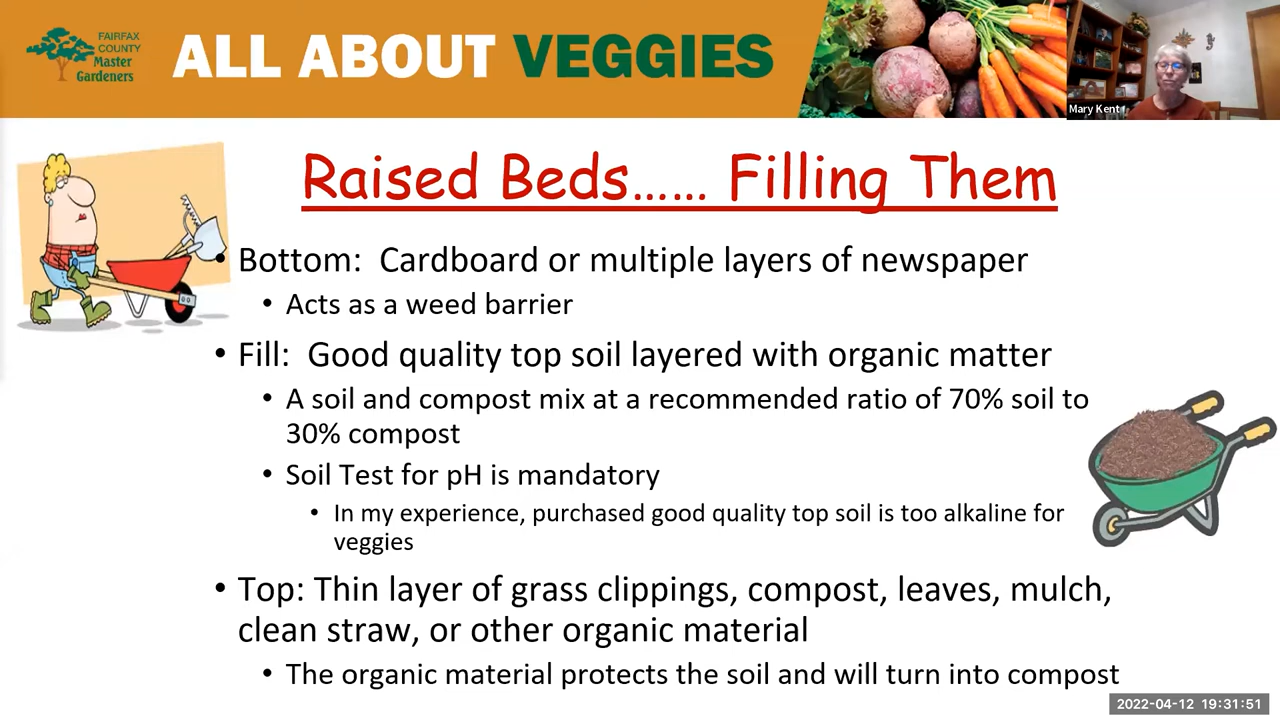 FAIRFAX
COUNTY
Master
Gardeners
ALL ABOUT VEGGIES
Mary Kent
Raised Beds...... Filling Them
• Bottom: Cardboard or multiple layers of newspaper
• Acts as a weed barrier
• Fill: Good quality top soil layered with organic matter
• A soil and compost mix at a recommended ratio of 70% soil to
30% compost
• Soil Test for pH is mandatory
• In my experience, purchased good quality top soil is too alkaline for
veggies
• Top: Thin layer of grass clippings, compost, leaves, mulch,
clean straw, or other organic material
• The organic material protects the soil and will turn into compost
2022-04-12 19:31:51